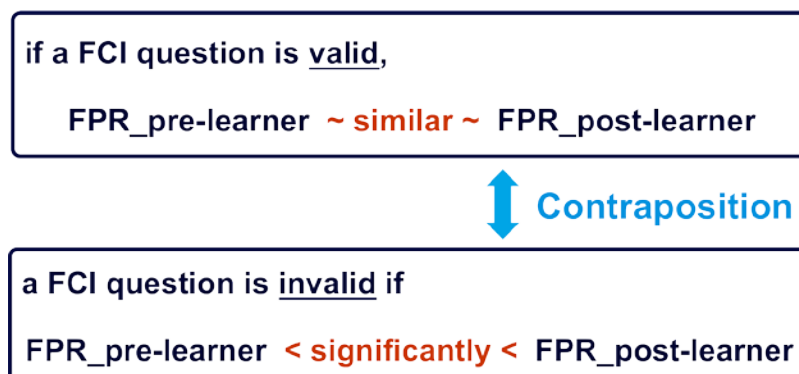 if a FCI question is valid,
FPR_pre-learner ~ similar ~ FPR_post-learner
Contraposition
a FCI question is invalid if
FPR_pre-learner < significantly < FPR_post-learner